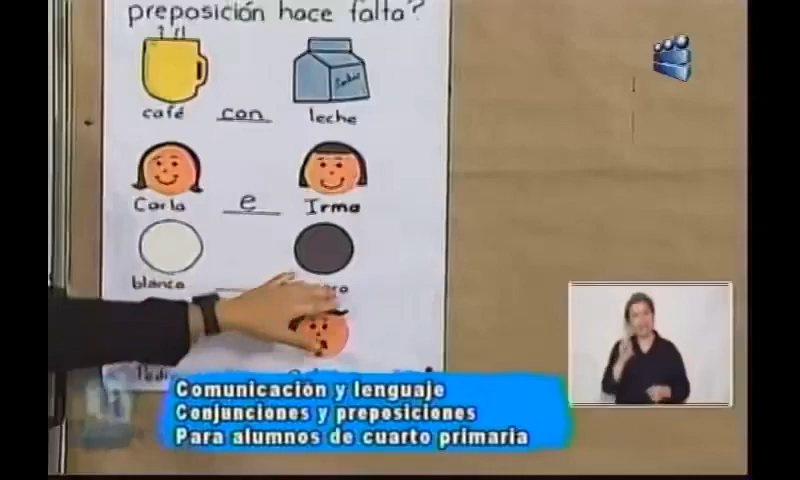 preposición hace falta?
café con leche
Carla e Irma
blanco
Comunicación y lenguaje
Conjunciones y preposiciones
Para alumnos de cuarto primaria